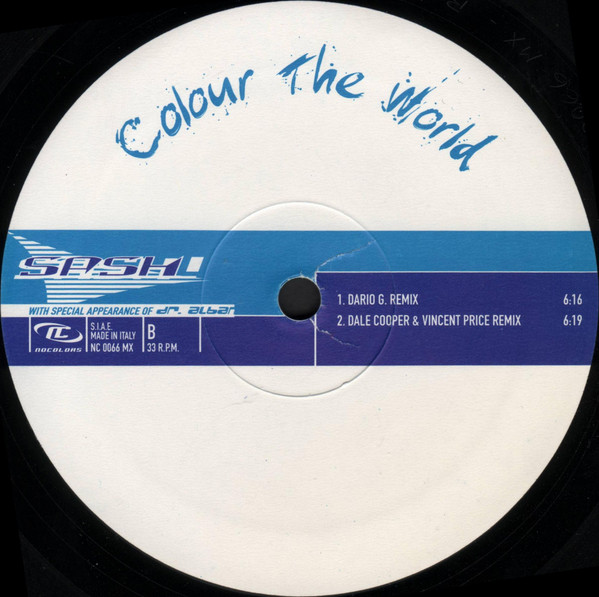 Colour The World
SASH!
WITH SPECIAL APPEARANCE OF dr. alban
NOCOLORS
S.I.A.E.
MADE IN ITALY
NC 0066 MX
B
33 R.P.M.
1. DARIO G. REMIX 6:16
2. DALE COOPER & VINCENT PRICE REMIX 6:19